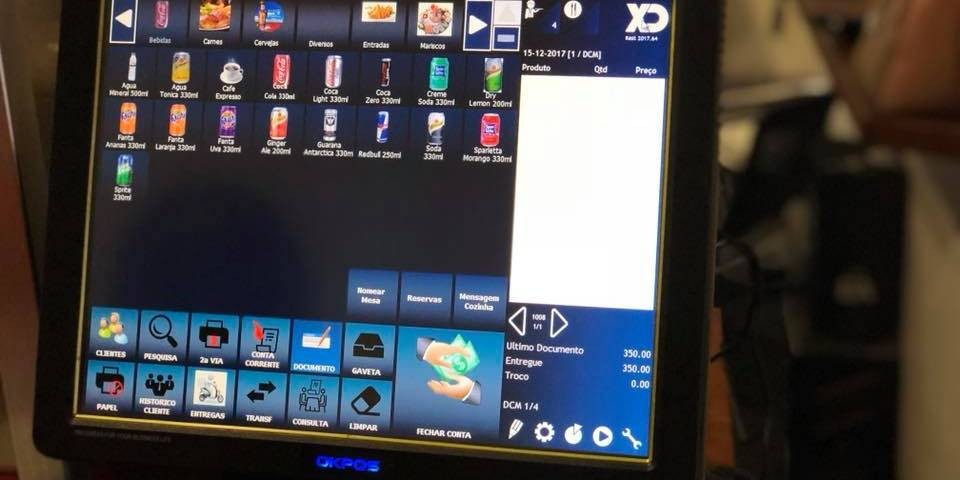 Bebidas
Carnes
Cervejas
Diversos
Entradas
Mariscos
4
XD
Rest 2017.64
15-12-2017 [1 / DCM]
Produto Qtd Preço
Agua
Mineral 500ml
Agua
Tonica 330ml
Cafe
Expresso
Coca
Cola 330ml
Coca
Light 330ml
Coca
Zero 330ml
Creme
Soda 330ml
Dry
Lemon 200ml
Fanta
Ananas 330ml
Fanta
Laranja 330ml
Fanta
Uva 330ml
Ginger
Ale 200ml
Guarana
Antarctica 330ml
Redbull 250ml
Soda
330ml
Sparletta
Morango 330ml
Sprite
330ml
Nomear
Mesa
Reservas
Mensagem
Cozinha
1008
1/1
CLIENTES
PESQUISA
2a VIA
CONTA
CORRENTE
DOCUMENTO
GAVETA
Ultimo Documento 350.00
Entregue 350.00
Troco 0.00
PAPEL
HISTORICO
CLIENTE
ENTREGAS
TRANSF
CONSULTA
LIMPAR
FECHAR CONTA
DCM 1/4
OKPOS